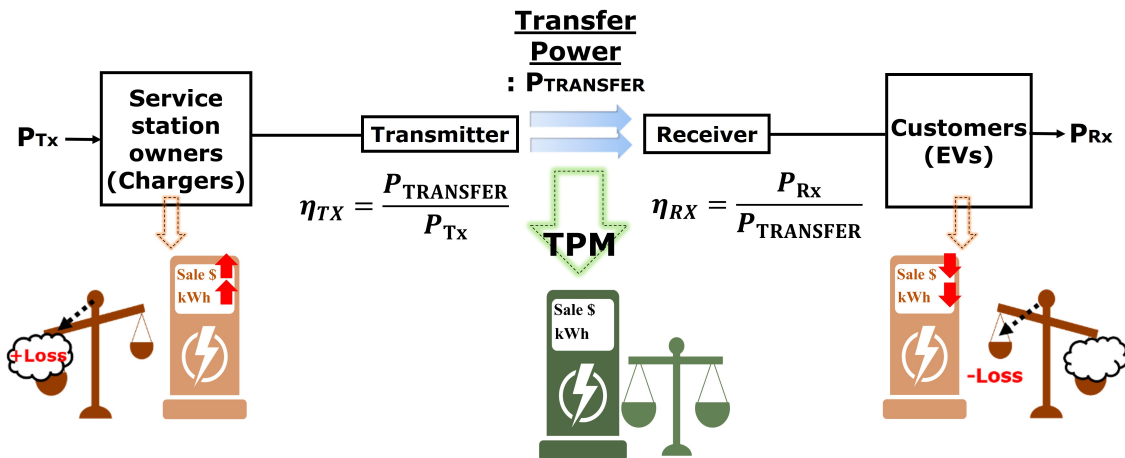 Transfer
Power
: PTRANSFER
PTx
Service
station
owners
(Chargers)
Transmitter
Receiver
Customers
(EVs)
PRx
ηTX = PTRANSFER / PTx
ηRX = PRx / PTRANSFER
TPM
Sale $
kWh
+Loss
Sale $
kWh
Sale $
kWh
-Loss